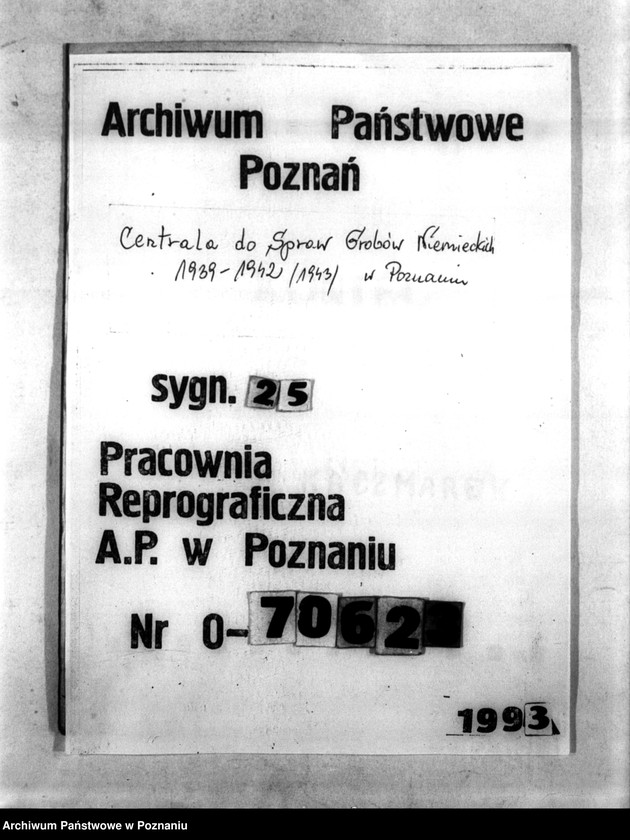 Archiwum Państwowe
Poznań
Centrala do Spraw Grobów Niemieckich
1939-1942 /1943/ w Poznaniu
sygn. 25
Pracownia
Reprograficzna
A.P. w Poznaniu
Nr O-7062
1993
Archiwum Państwowe w Poznaniu